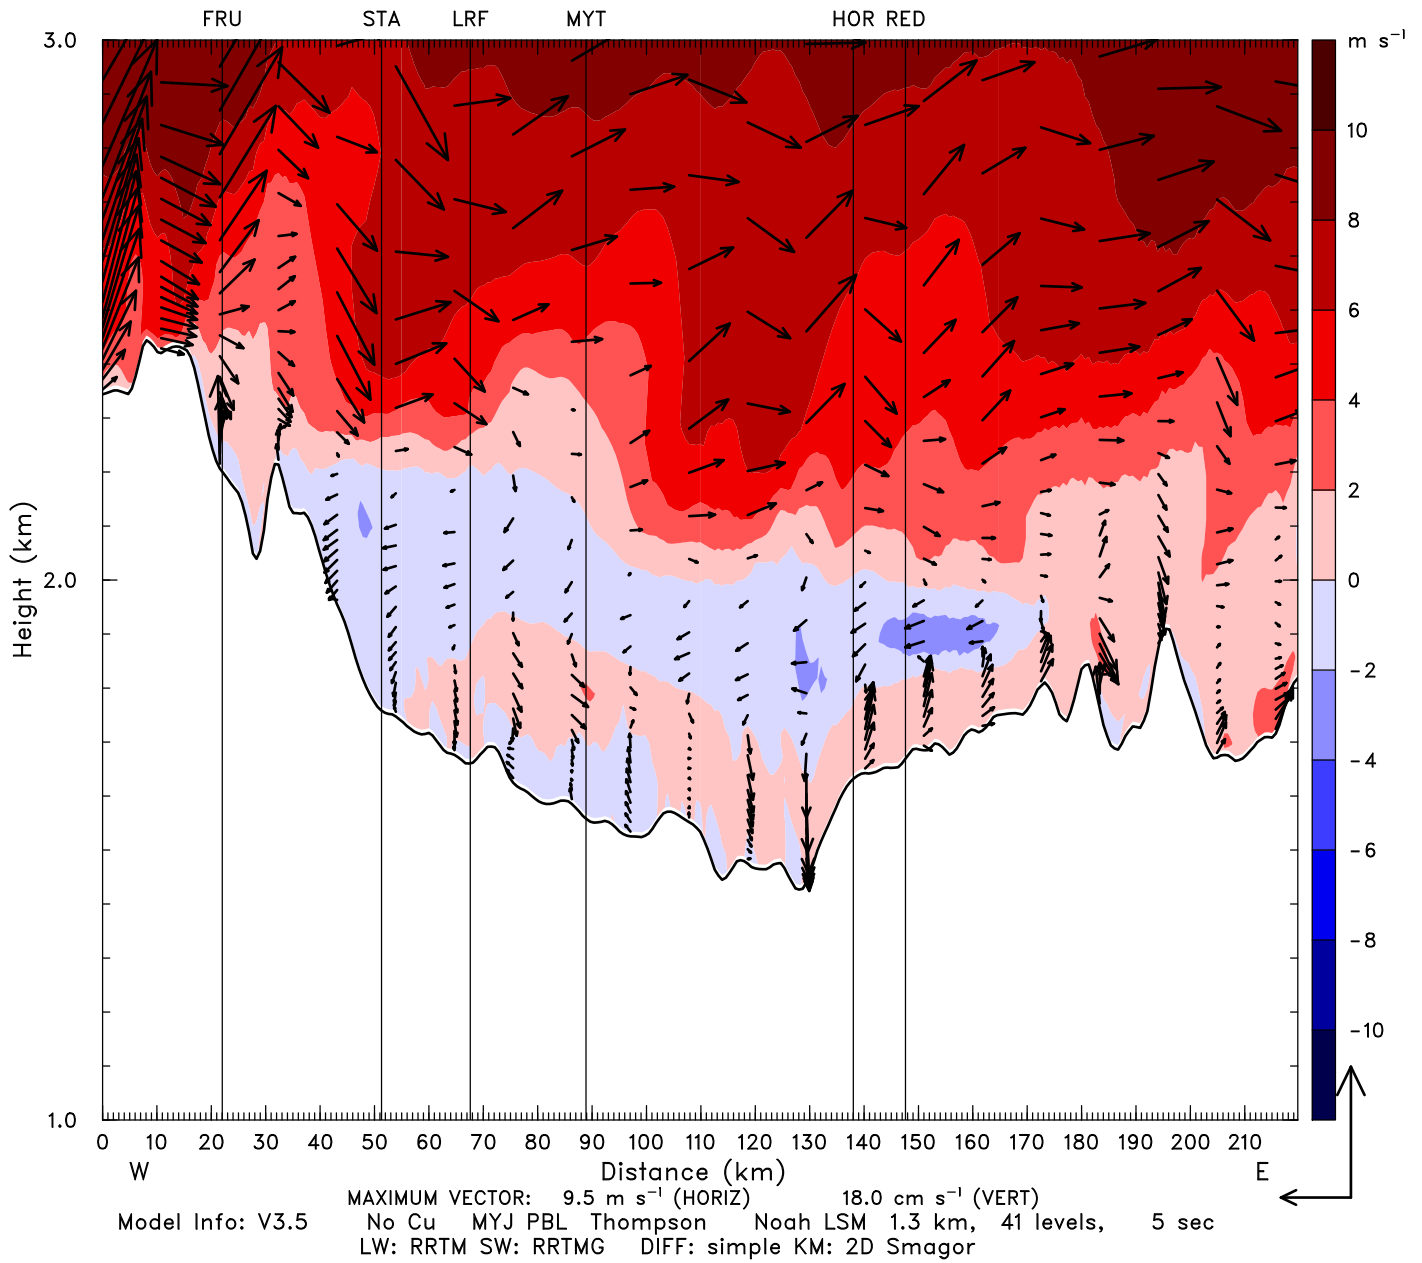 FRU STA LRF MYT HOR RED
3.0
m s⁻¹
10
8
6
4
2
2.0
0
Height (km)
-2
-4
-6
-8
-10
1.0
0 10 20 30 40 50 60 70 80 90 100 110 120 130 140 150 160 170 180 190 200 210
W Distance (km) E
MAXIMUM VECTOR: 9.5 m s⁻¹ (HORIZ) 18.0 cm s⁻¹ (VERT)
Model Info: V3.5 No Cu MYJ PBL Thompson Noah LSM 1.3 km, 41 levels, 5 sec
LW: RRTM SW: RRTMG DIFF: simple KM: 2D Smagor